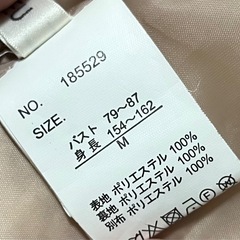 NO. 185529
SIZE.
バスト 79～87
身長 154～162
M
表地 ポリエステル 100%
裏地 ポリエステル 100%
別布 ポリエステル 100%